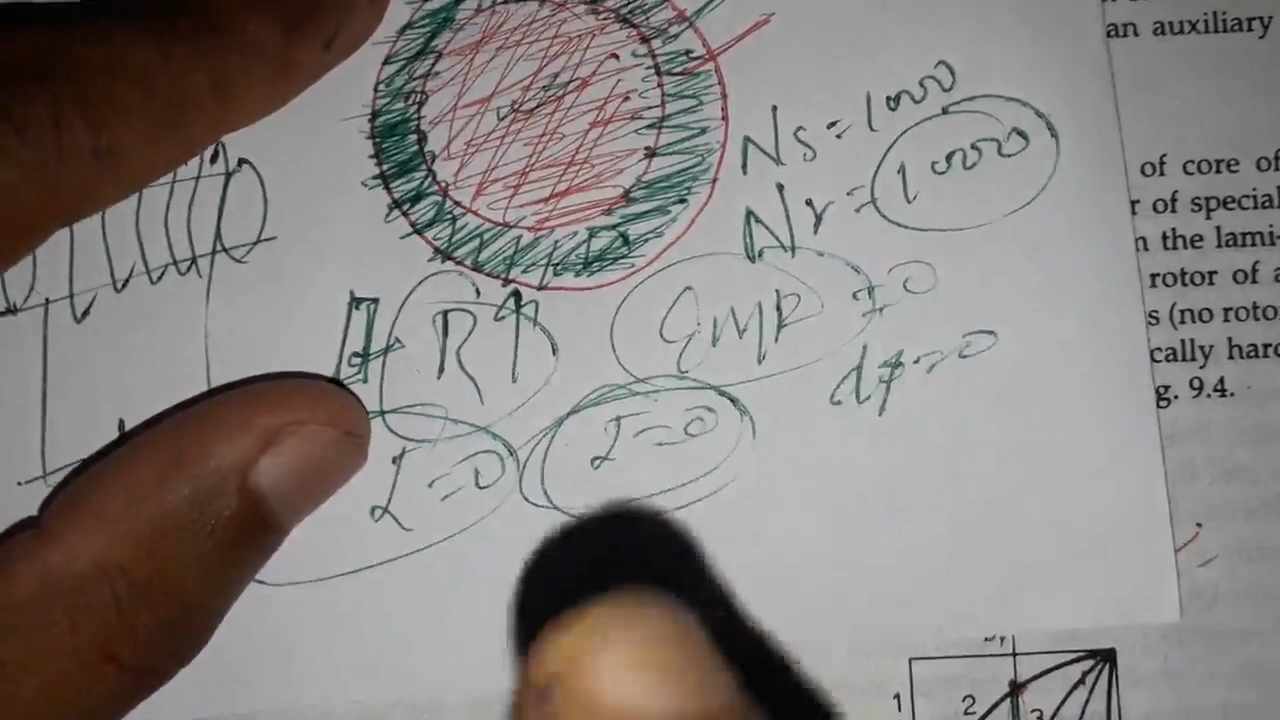 an auxiliary
Ns=1000
Nr=1000
of core of
of special
the lami-
rotor of a
s (no roto
cally hard
g. 9.4.
R↑
EMF=0
dφ=0
I=0
I=0
1
2
3